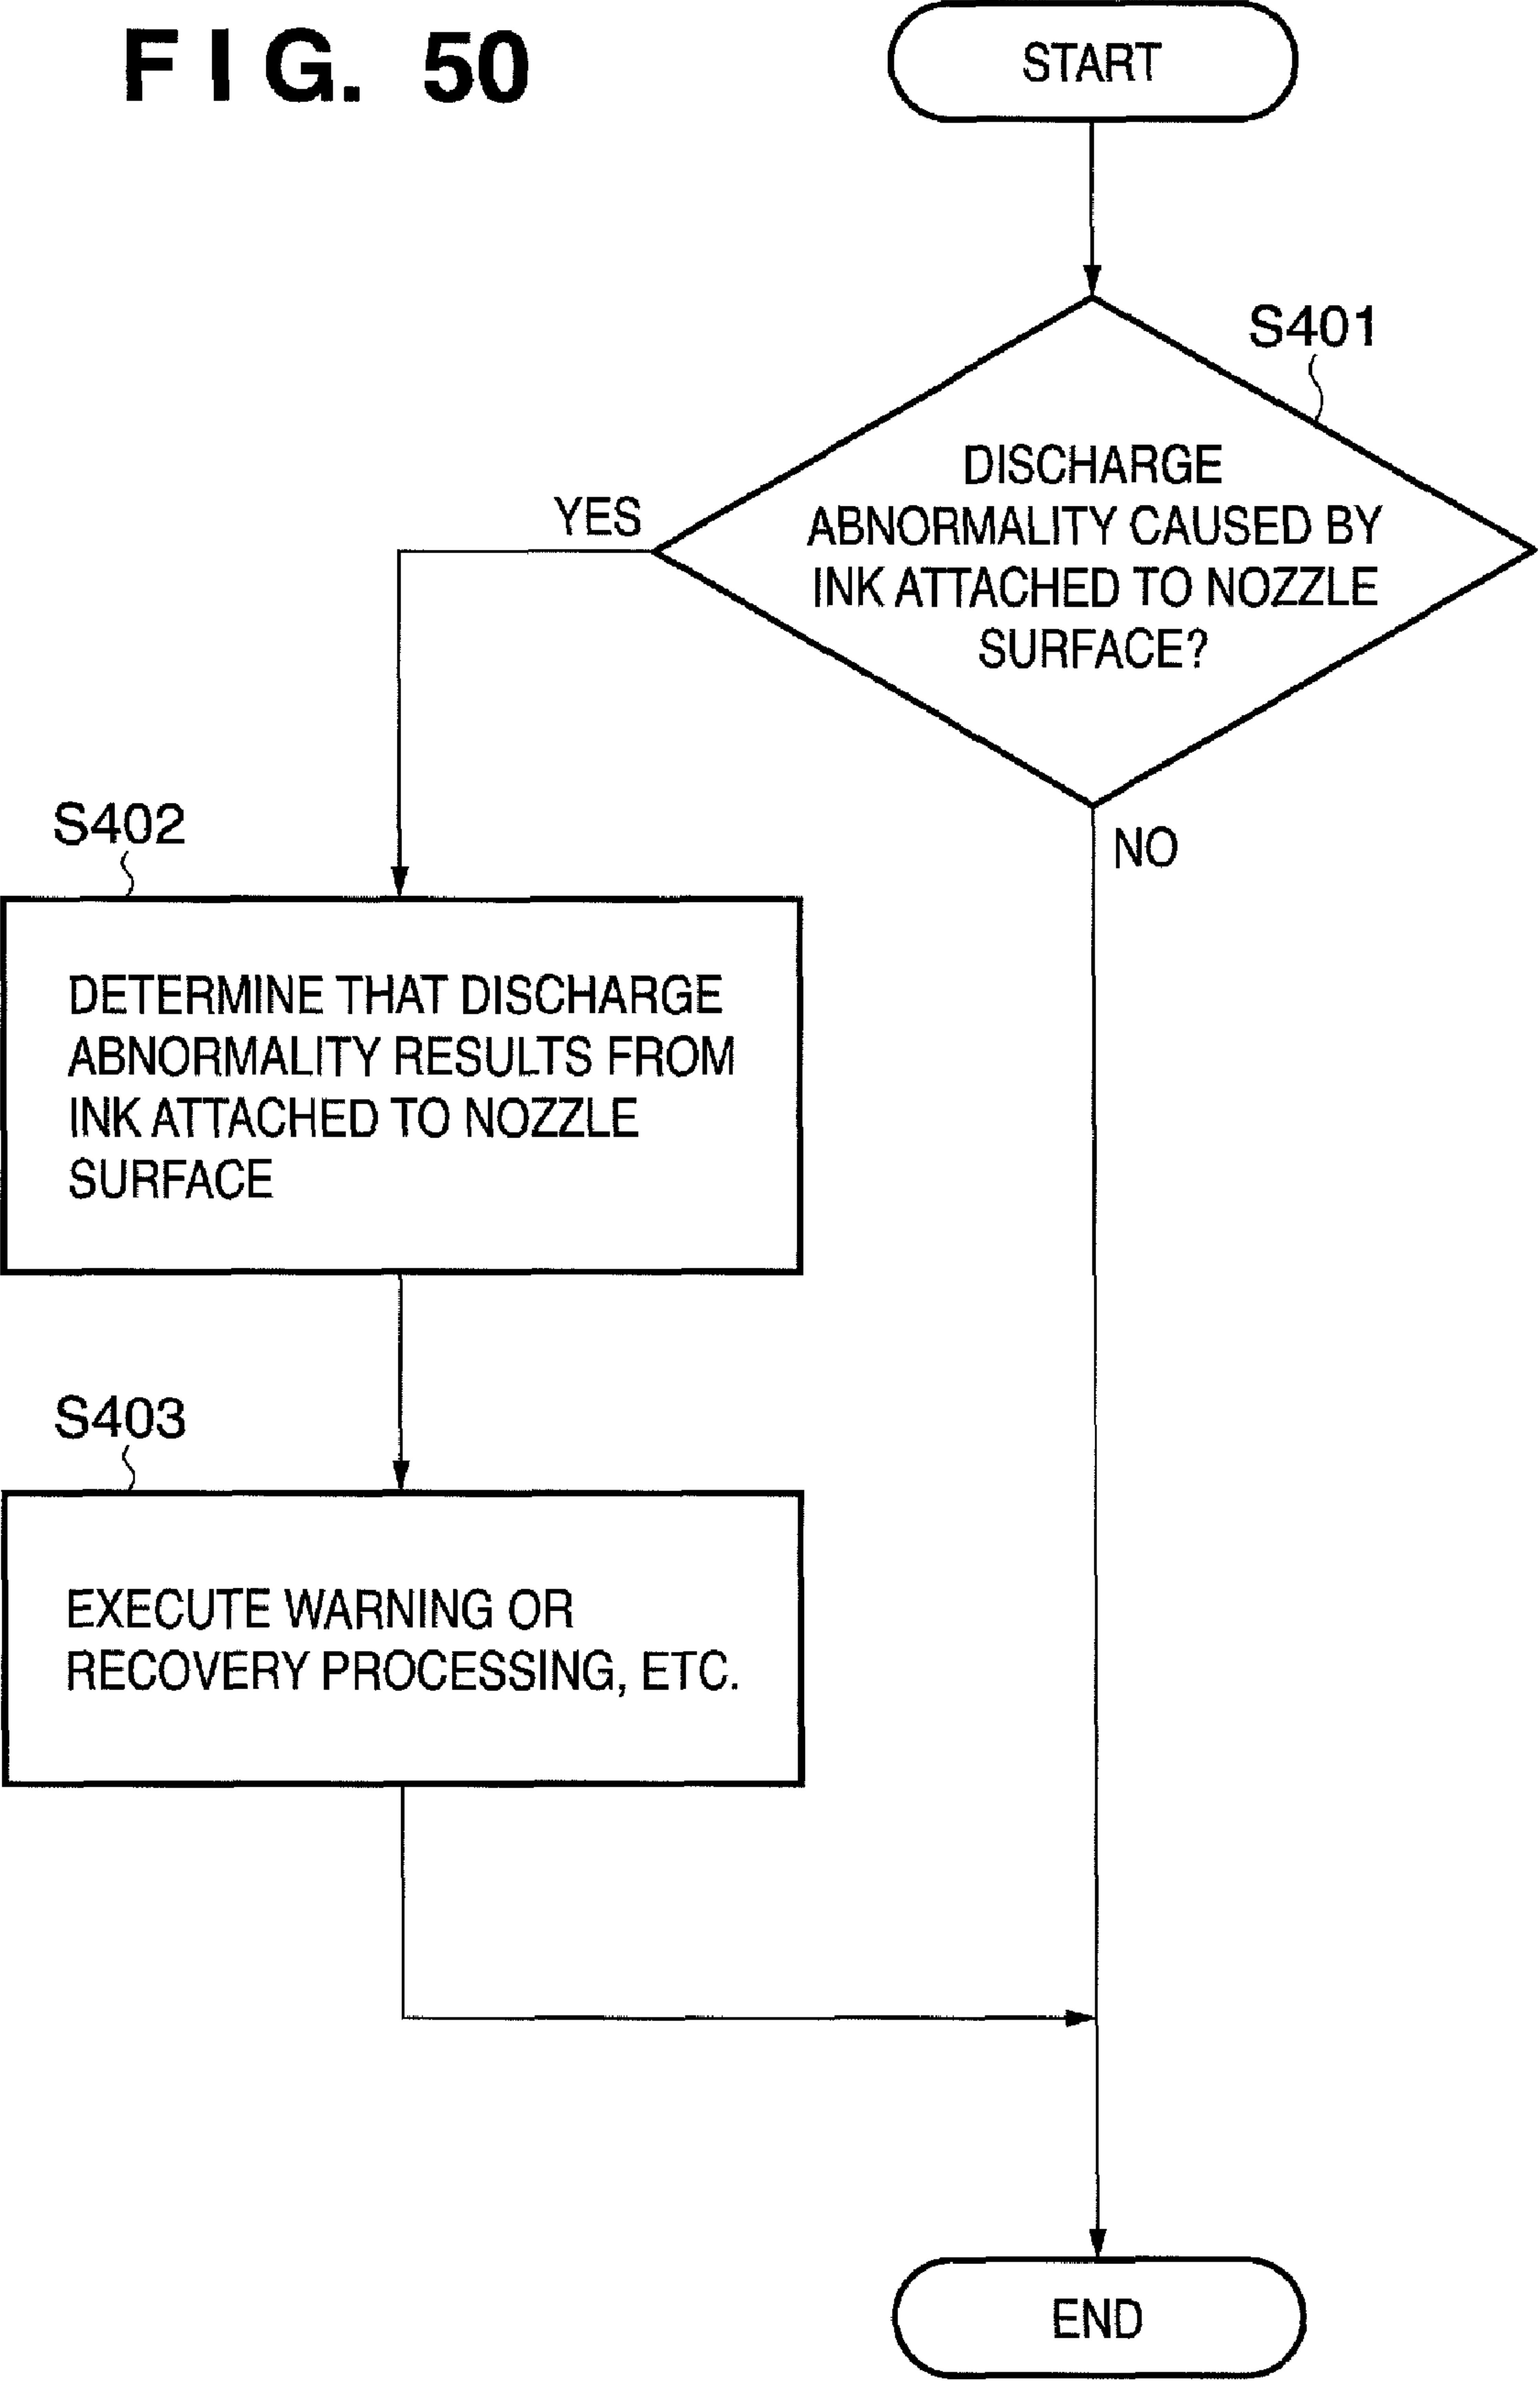 FIG. 50
START
S401
DISCHARGE
ABNORMALITY CAUSED BY
INK ATTACHED TO NOZZLE
SURFACE?
YES
NO
S402
DETERMINE THAT DISCHARGE
ABNORMALITY RESULTS FROM
INK ATTACHED TO NOZZLE
SURFACE
S403
EXECUTE WARNING OR
RECOVERY PROCESSING, ETC.
END